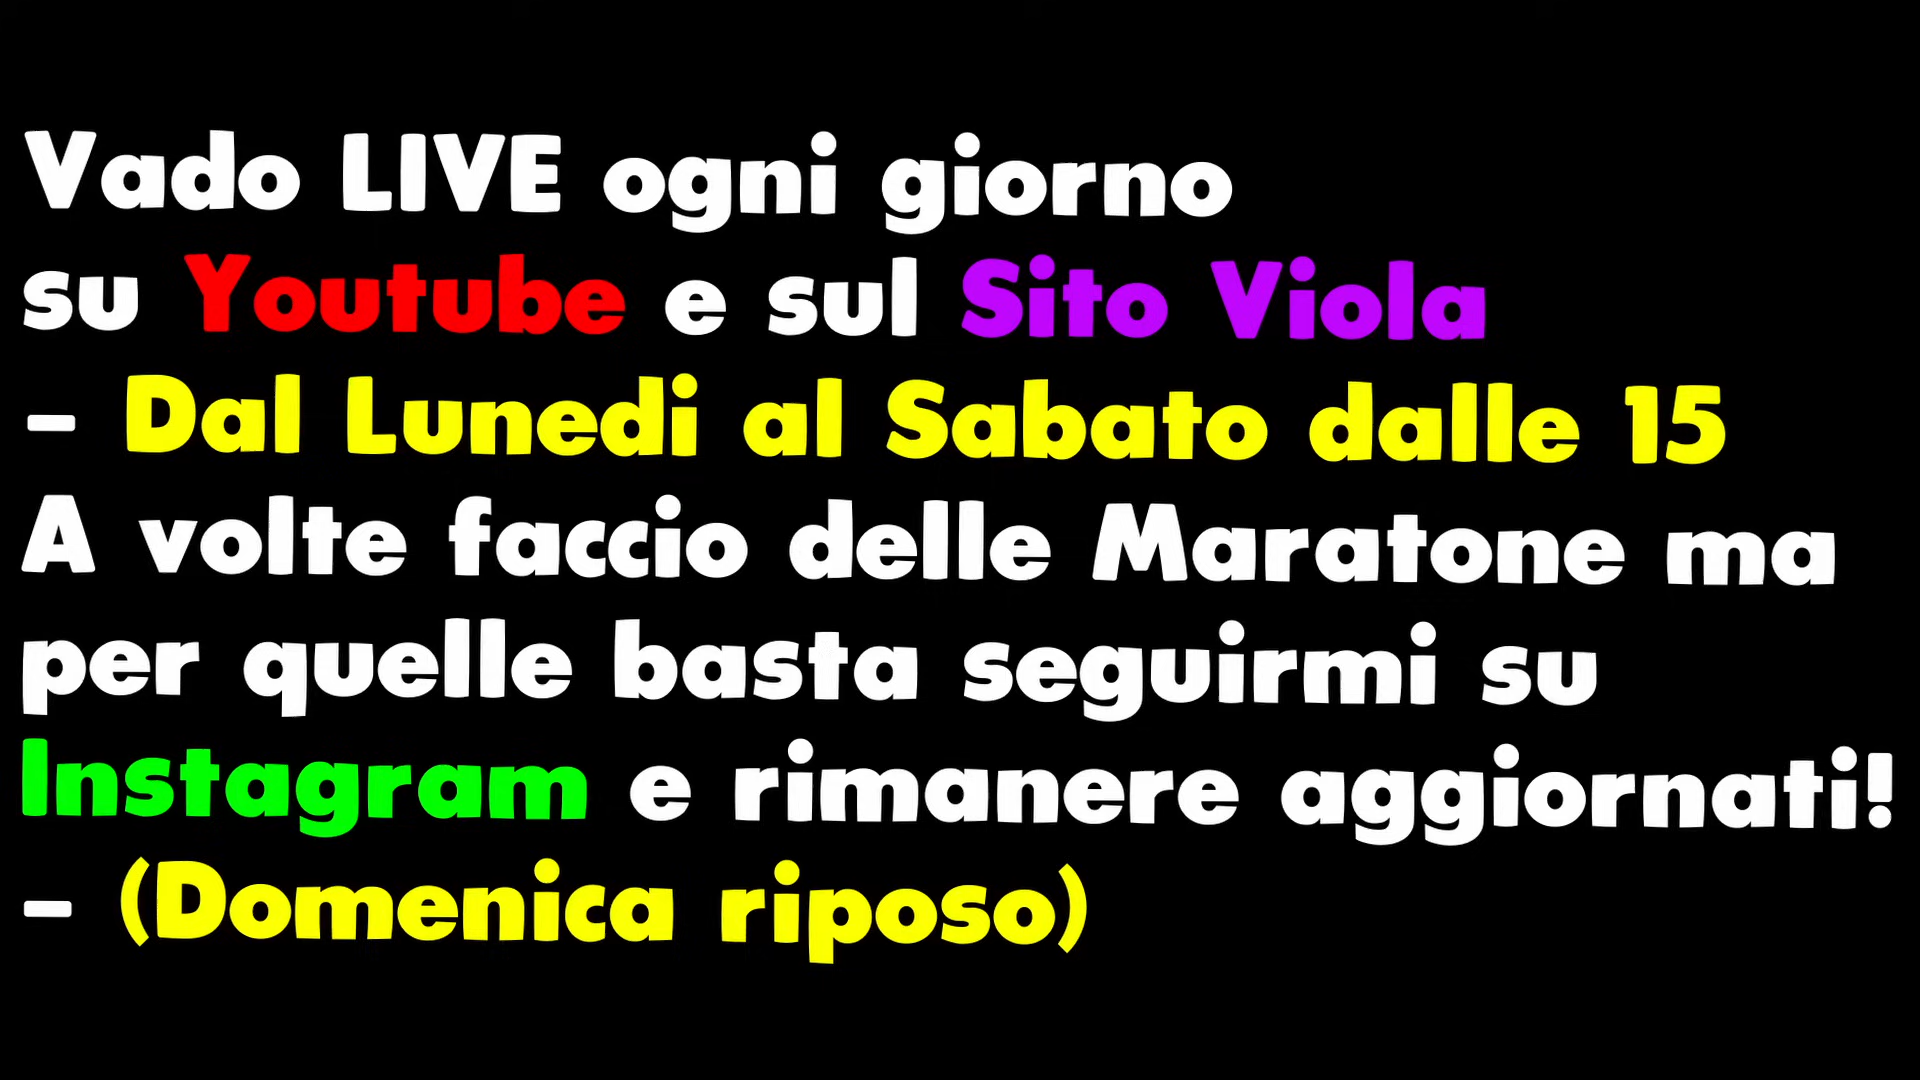 Vado LIVE ogni giorno
su Youtube e sul Sito Viola
- Dal Lunedi al Sabato dalle 15
A volte faccio delle Maratone ma
per quelle basta seguirmi su
Instagram e rimanere aggiornati!
- (Domenica riposo)